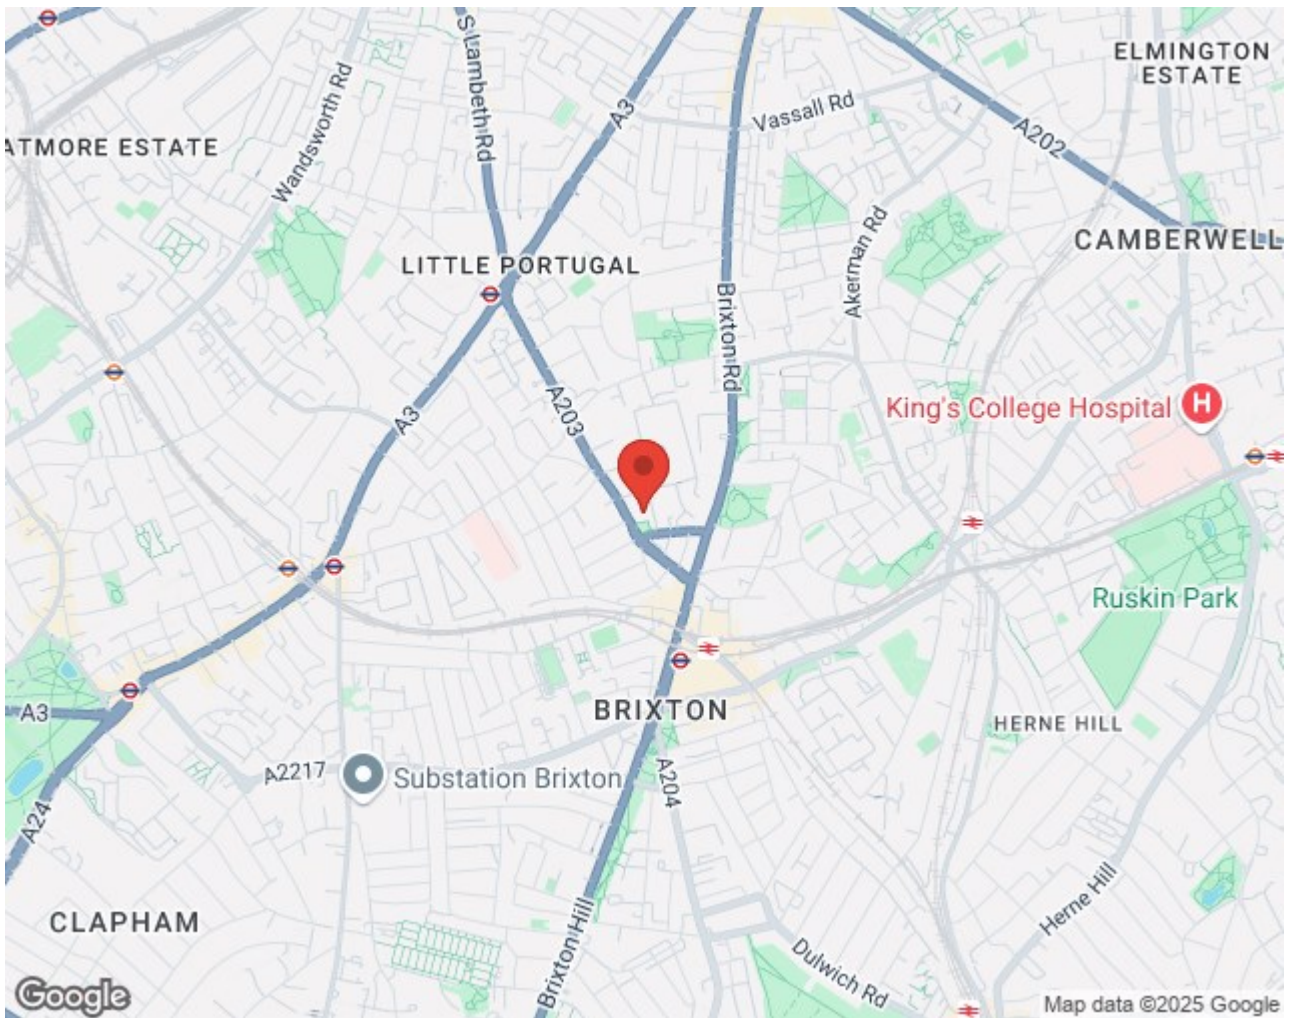 ELMINGTON
ESTATE
S Lambeth Rd
A3
Vassall Rd
A202
Wandsworth Rd
ATMORE ESTATE
Akerman Rd
CAMBERWELL
LITTLE PORTUGAL
Brixton Rd
A203
A3
King's College Hospital
H
Ruskin Park
BRIXTON
A3
HERNE HILL
A2217
Substation Brixton
A204
A24
CLAPHAM
Herne Hill
Brixton Hill
Dulwich Rd
Google
Map data ©2025 Google